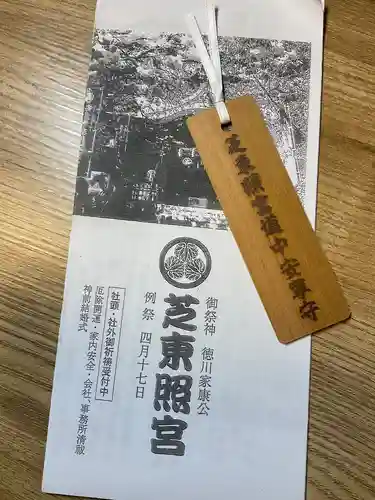 御祭神 徳川家康公
芝東照宮
例祭 四月十七日
社頭・社外御祈禱受付中
厄除開運・家内安全・会社、事務所清祓
神前結婚式
芝東照宮道中安寧守